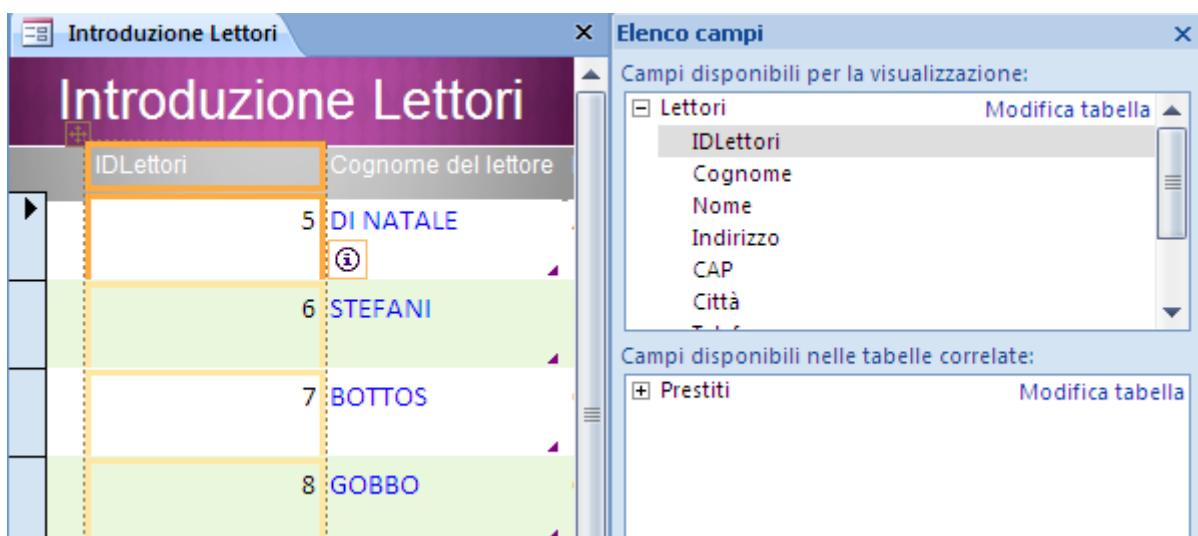 Introduzione Lettori
Introduzione Lettori
IDLettori Cognome del lettore
5 DI NATALE
6 STEFANI
7 BOTTOS
8 GOBBO
Elenco campi
Campi disponibili per la visualizzazione:
Lettori Modifica tabella
IDLettori
Cognome
Nome
Indirizzo
CAP
Città
Campi disponibili nelle tabelle correlate:
Prestiti Modifica tabella